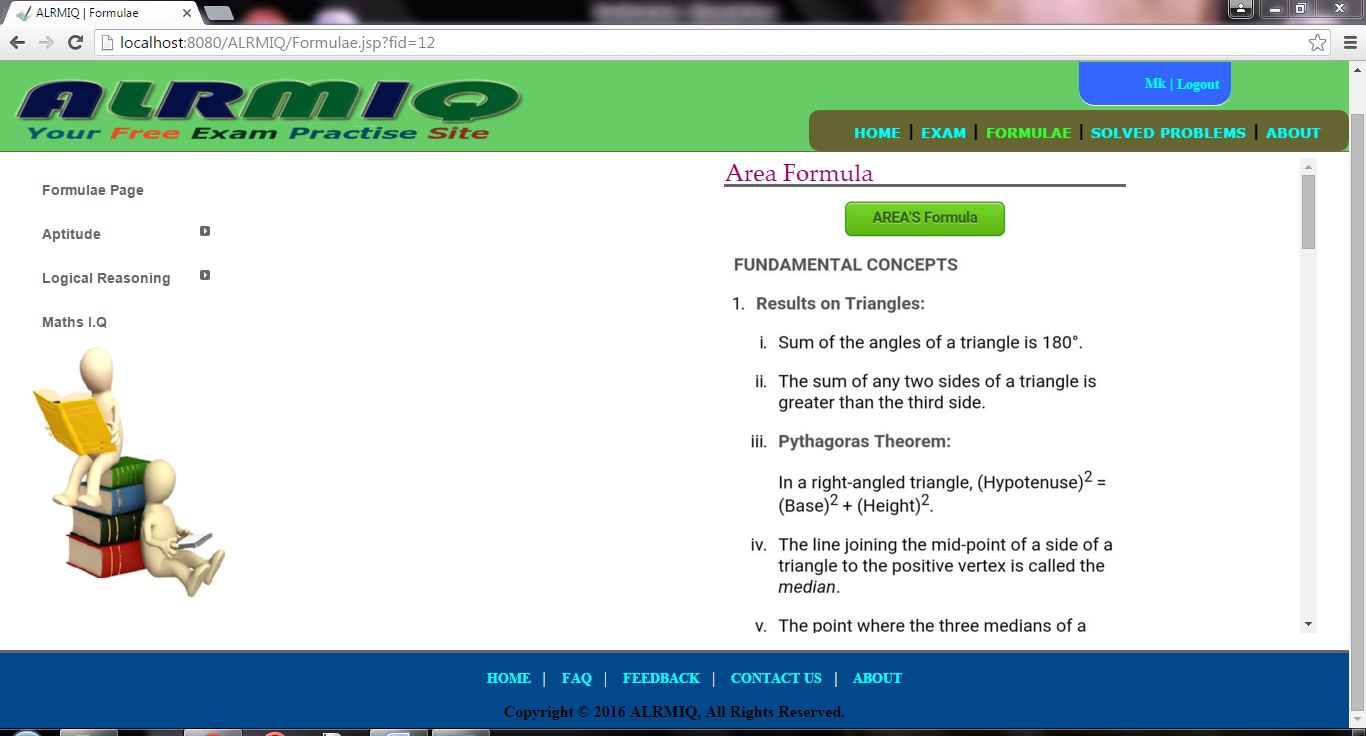 ALRMIQ | Formulae
localhost:8080/ALRMIQ/Formulae.jsp?fid=12
ALRMIQ
Your Free Exam Practise Site
Mk | Logout
HOME | EXAM | FORMULAE | SOLVED PROBLEMS | ABOUT
Formulae Page
Aptitude
Logical Reasoning
Maths I.Q
Area Formula
AREA'S Formula
FUNDAMENTAL CONCEPTS
1. Results on Triangles:
i. Sum of the angles of a triangle is 180°.
ii. The sum of any two sides of a triangle is
greater than the third side.
iii. Pythagoras Theorem:
In a right-angled triangle, (Hypotenuse)² =
(Base)² + (Height)².
iv. The line joining the mid-point of a side of a
triangle to the positive vertex is called the
median.
v. The point where the three medians of a
HOME | FAQ | FEEDBACK | CONTACT US | ABOUT
Copyright © 2016 ALRMIQ, All Rights Reserved.